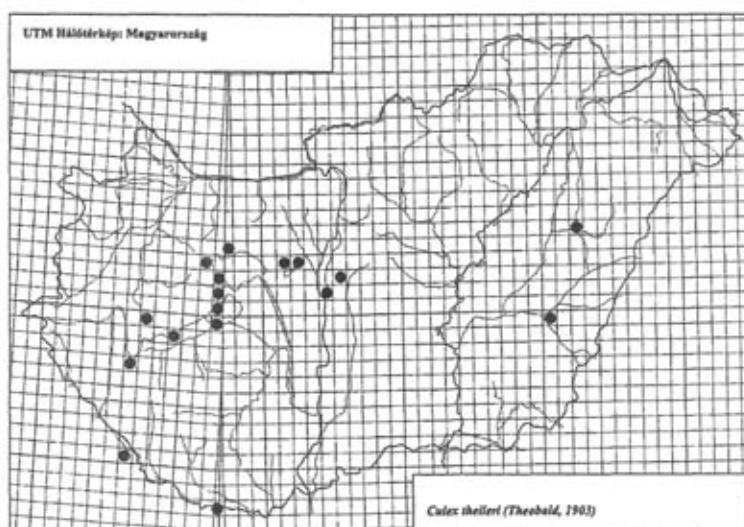 UTM Hálótérkép: Magyarország
Culex theileri (Theobald, 1903)